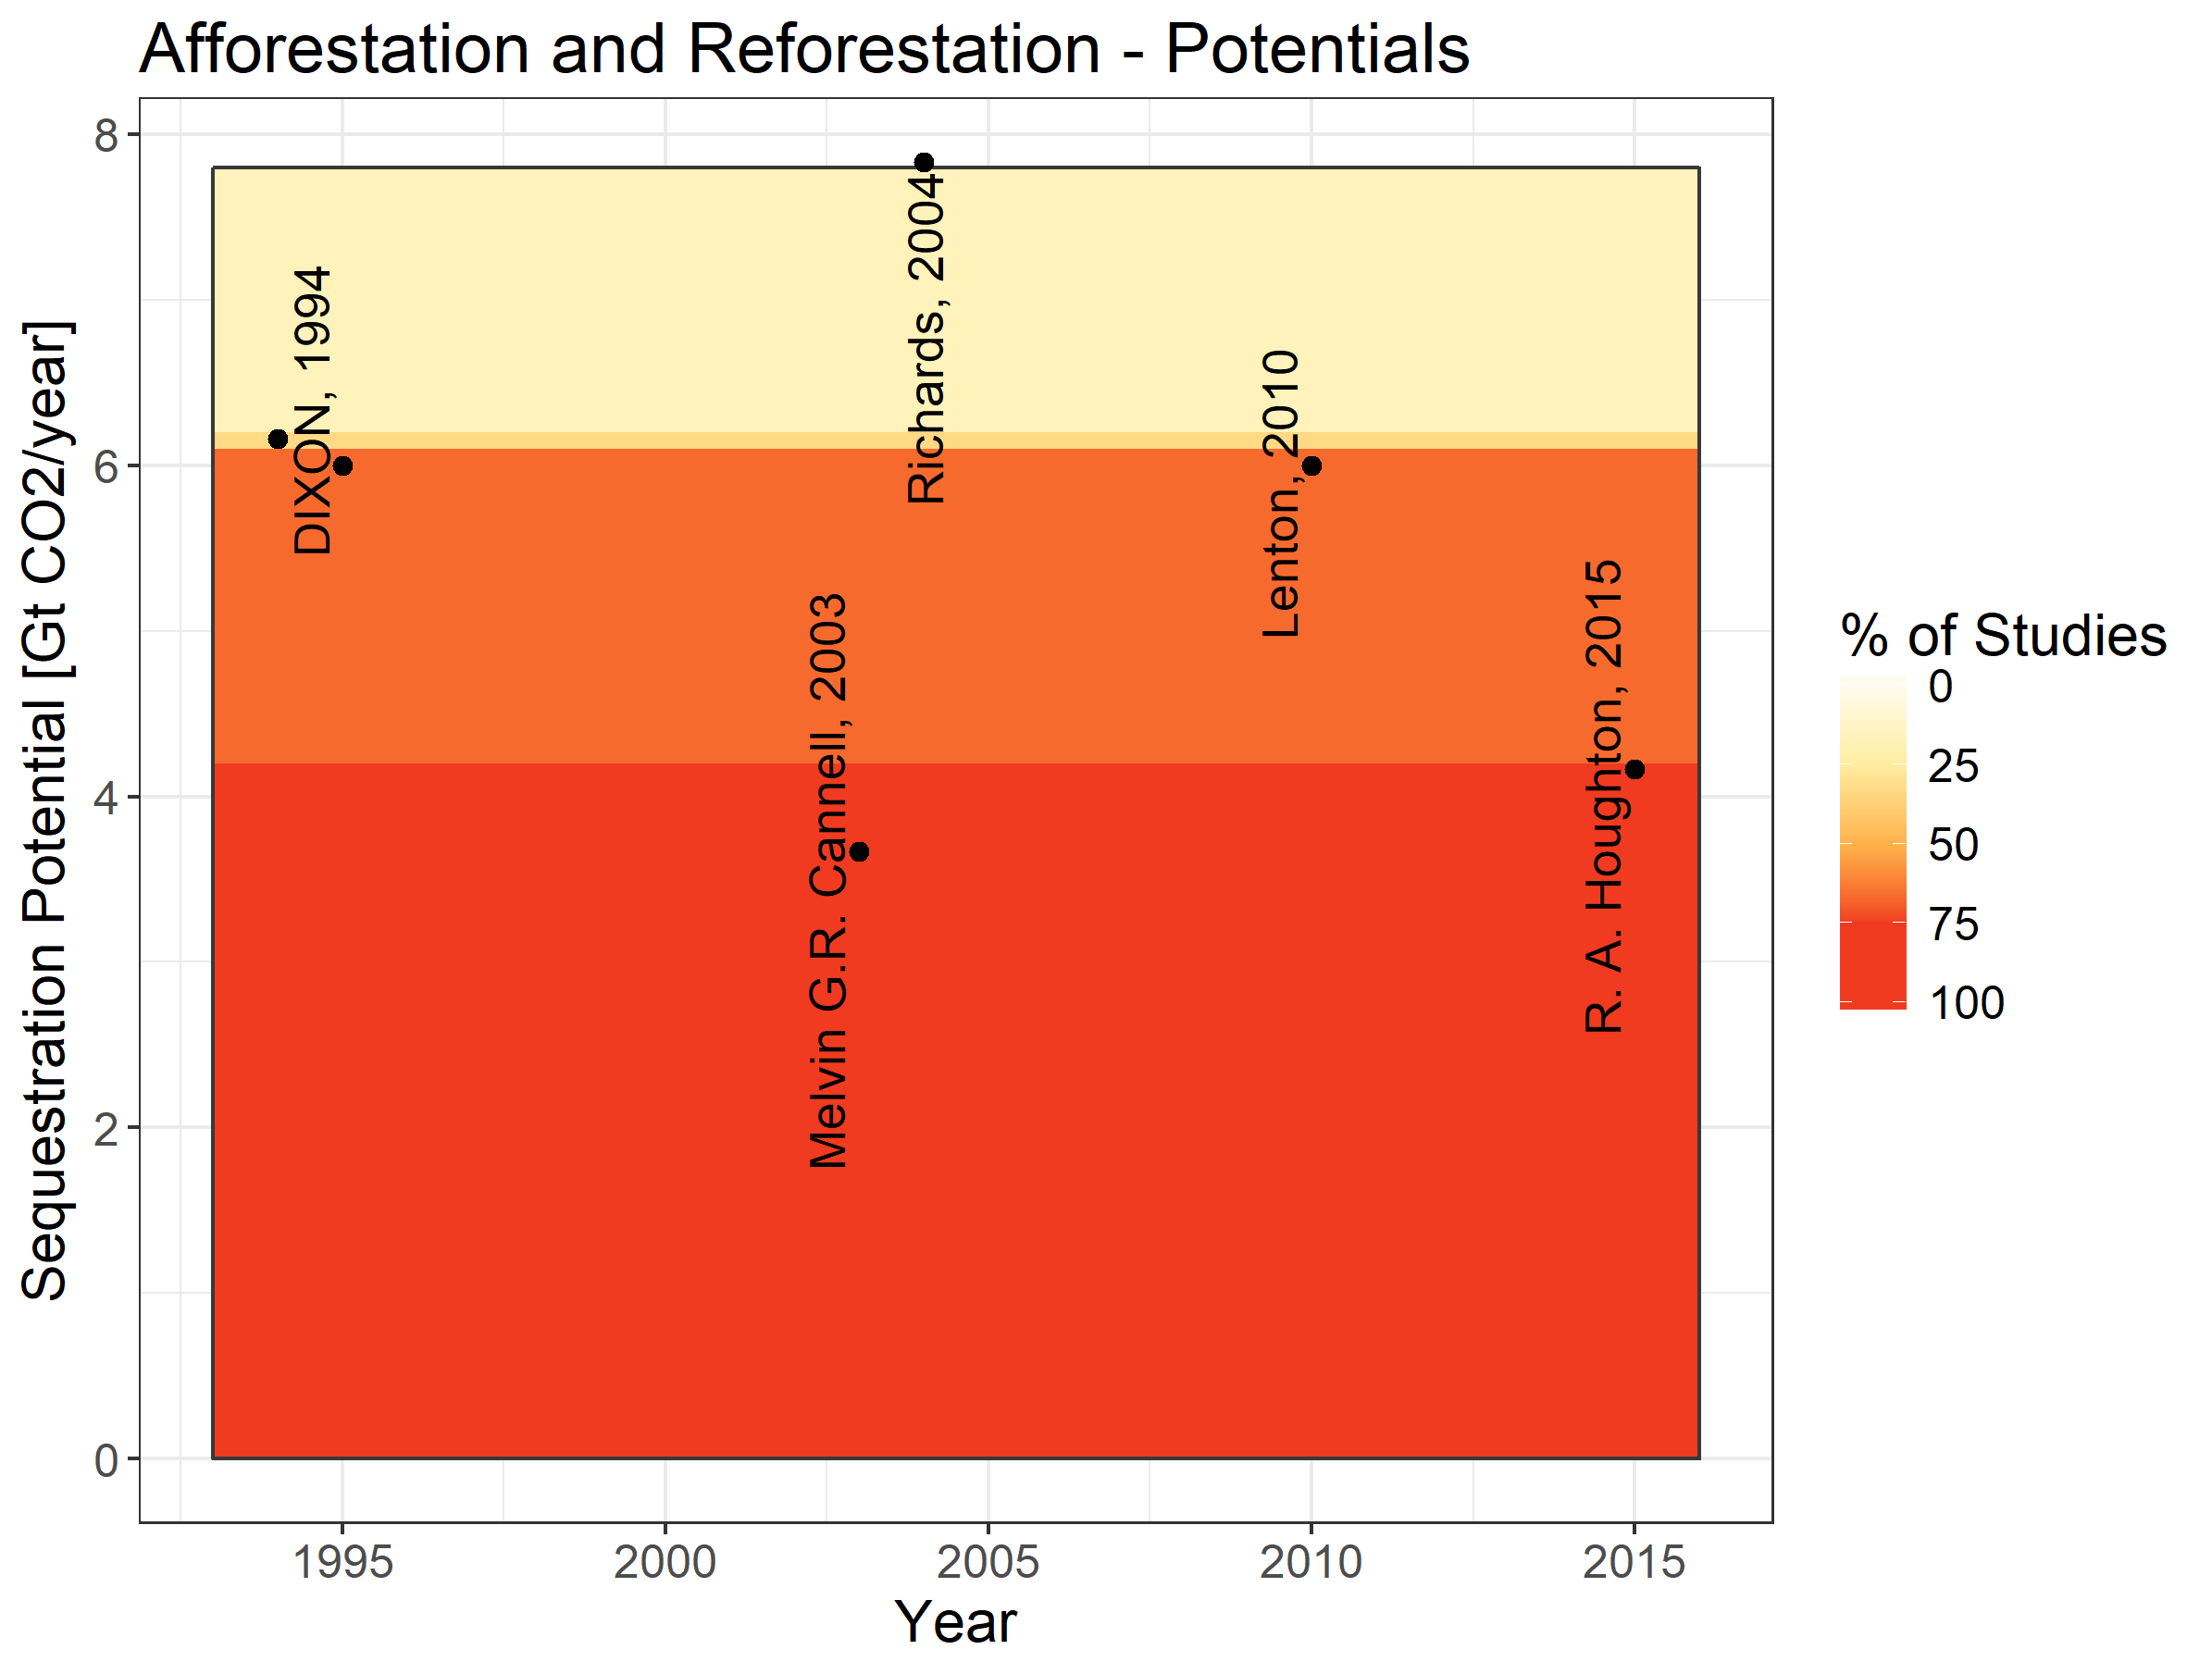 Afforestation and Reforestation - Potentials
Sequestration Potential [Gt CO2/year]
8
6
4
2
0
DIXON, 1994
Melvin G.R. Cannell, 2003
Richards, 2004
Lenton, 2010
R. A. Houghton, 2015
1995
2000
2005
2010
2015
Year
% of Studies
0
25
50
75
100